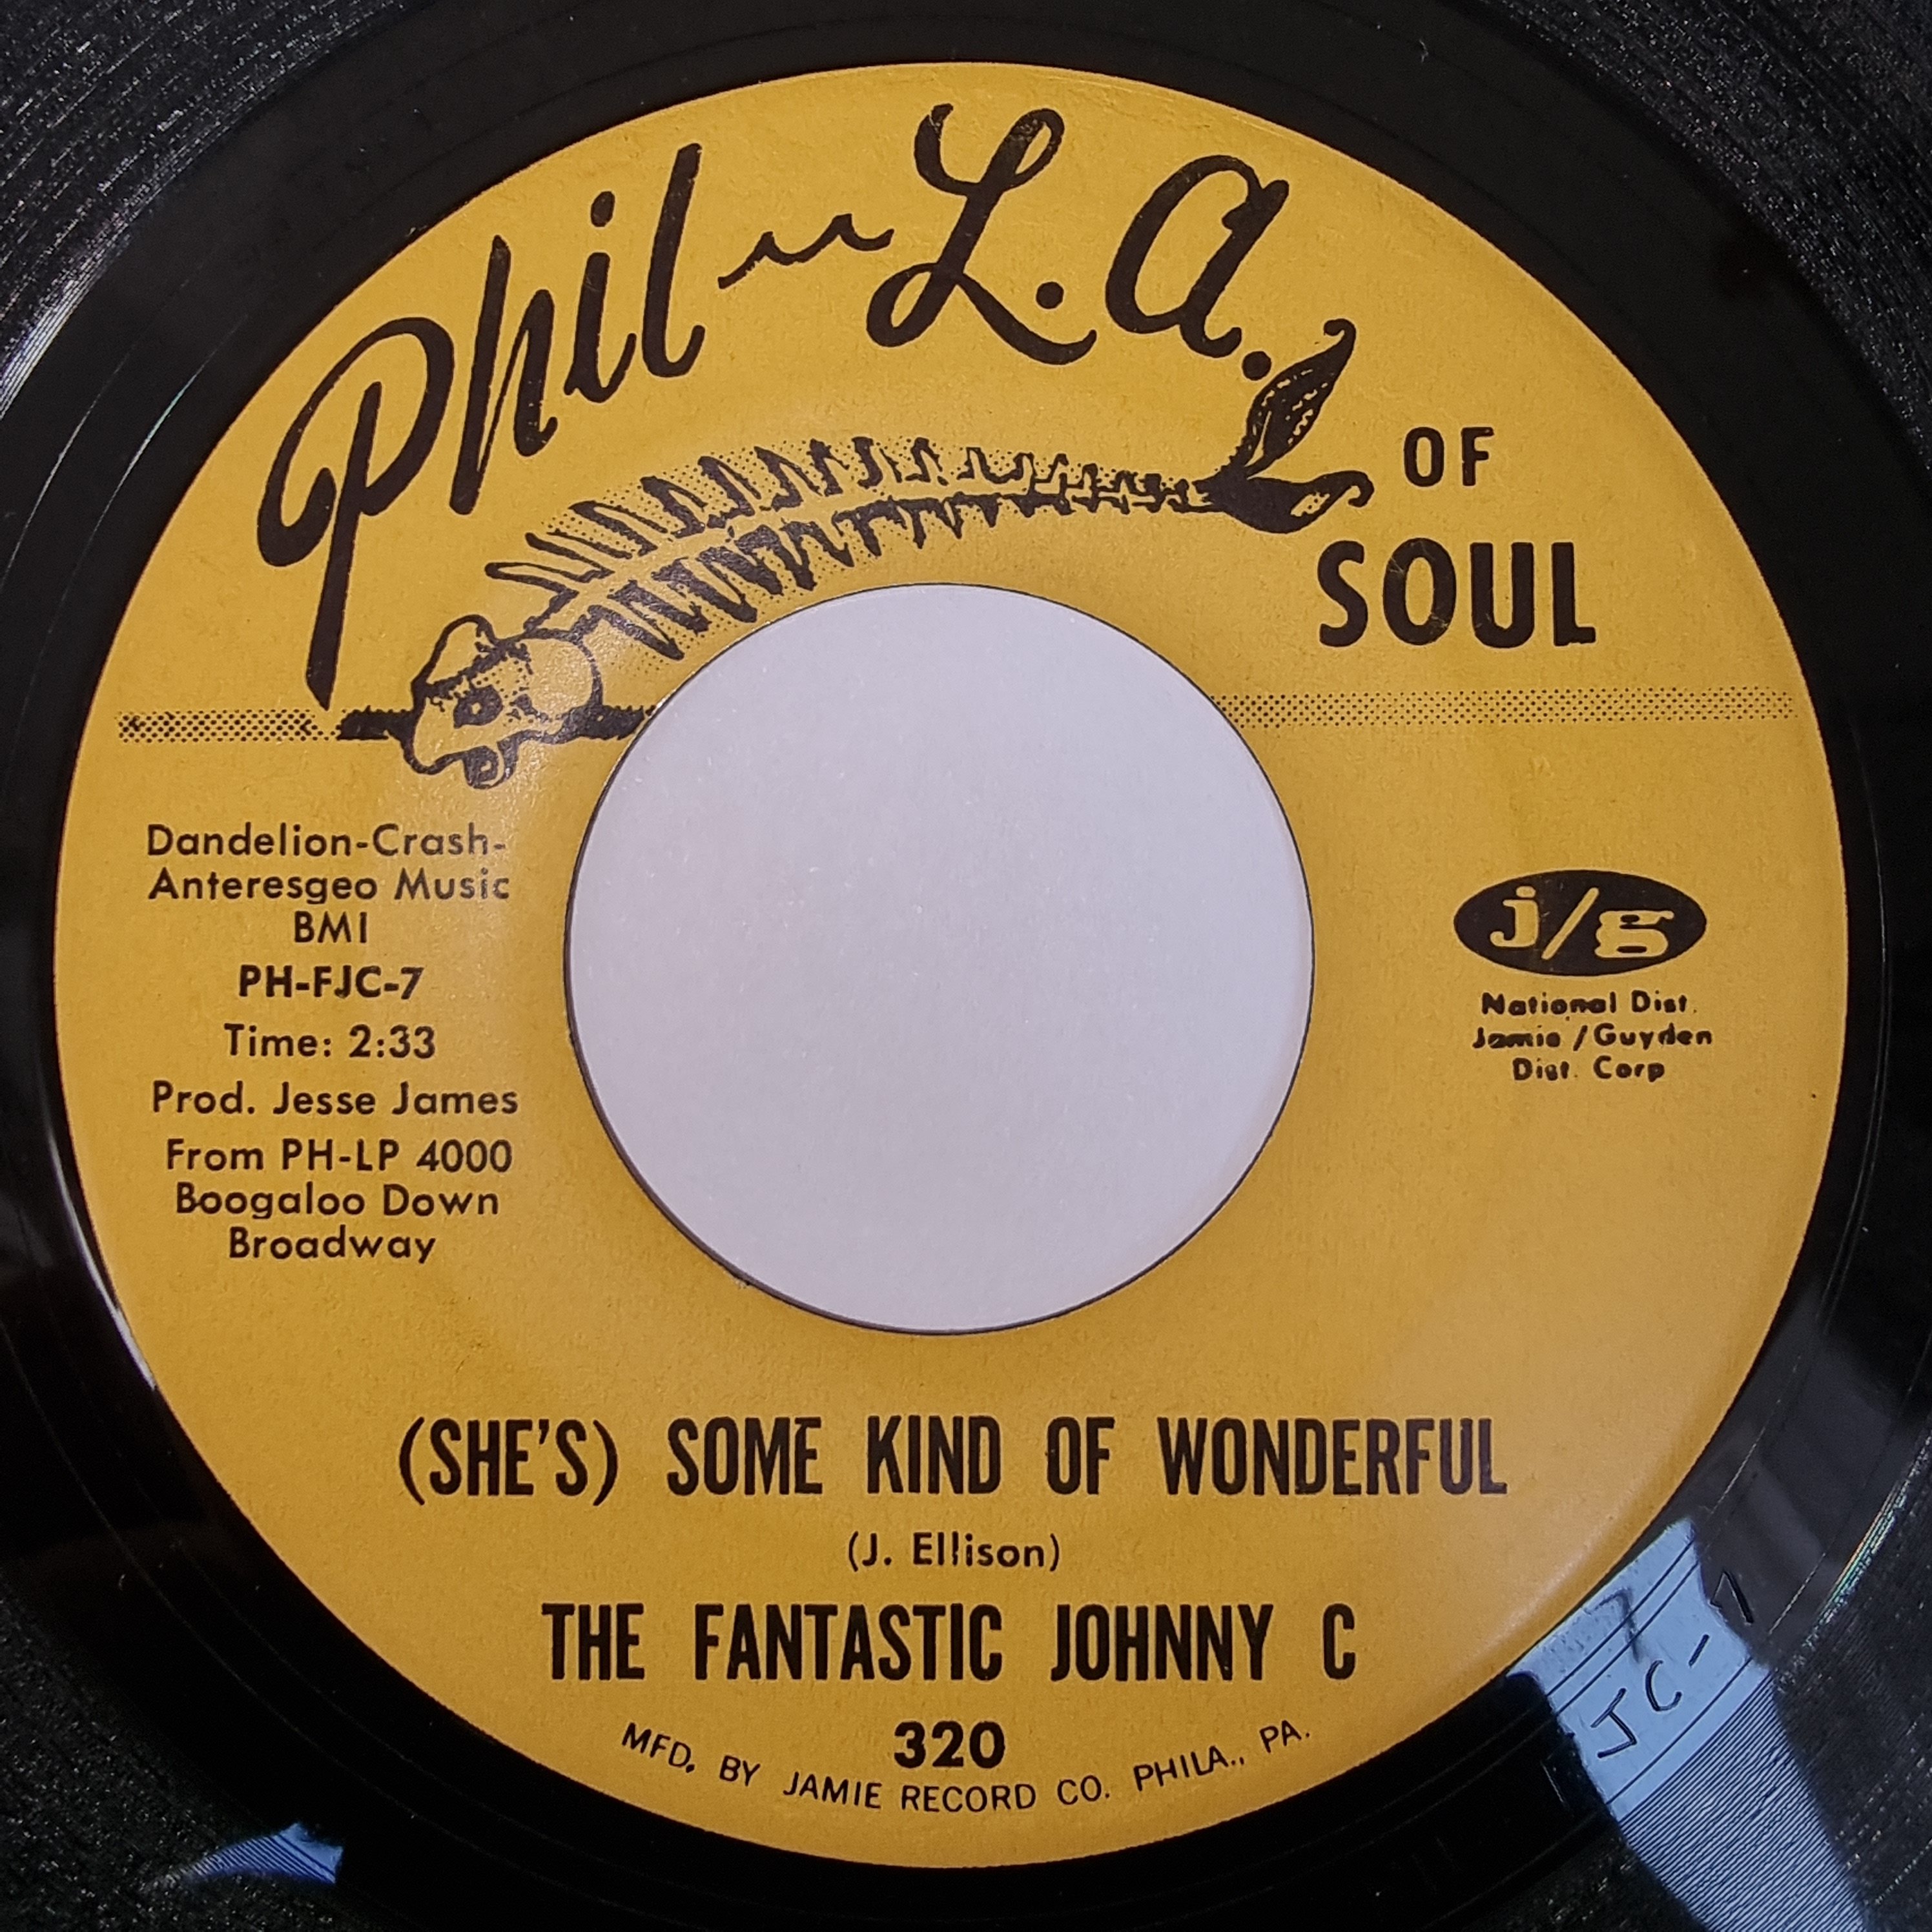 Phil-L.A.
OF
SOUL
Dandelion-Crash-
Anteresgeo Music
BMI
PH-FJC-7
Time: 2:33
Prod. Jesse James
From PH-LP 4000
Boogaloo Down
Broadway
j/g
National Dist.
Jamie / Guyden
Dist. Corp
(SHE'S) SOME KIND OF WONDERFUL
(J. Ellison)
THE FANTASTIC JOHNNY C
320
MFD. BY JAMIE RECORD CO. PHILA., PA.
JC-7